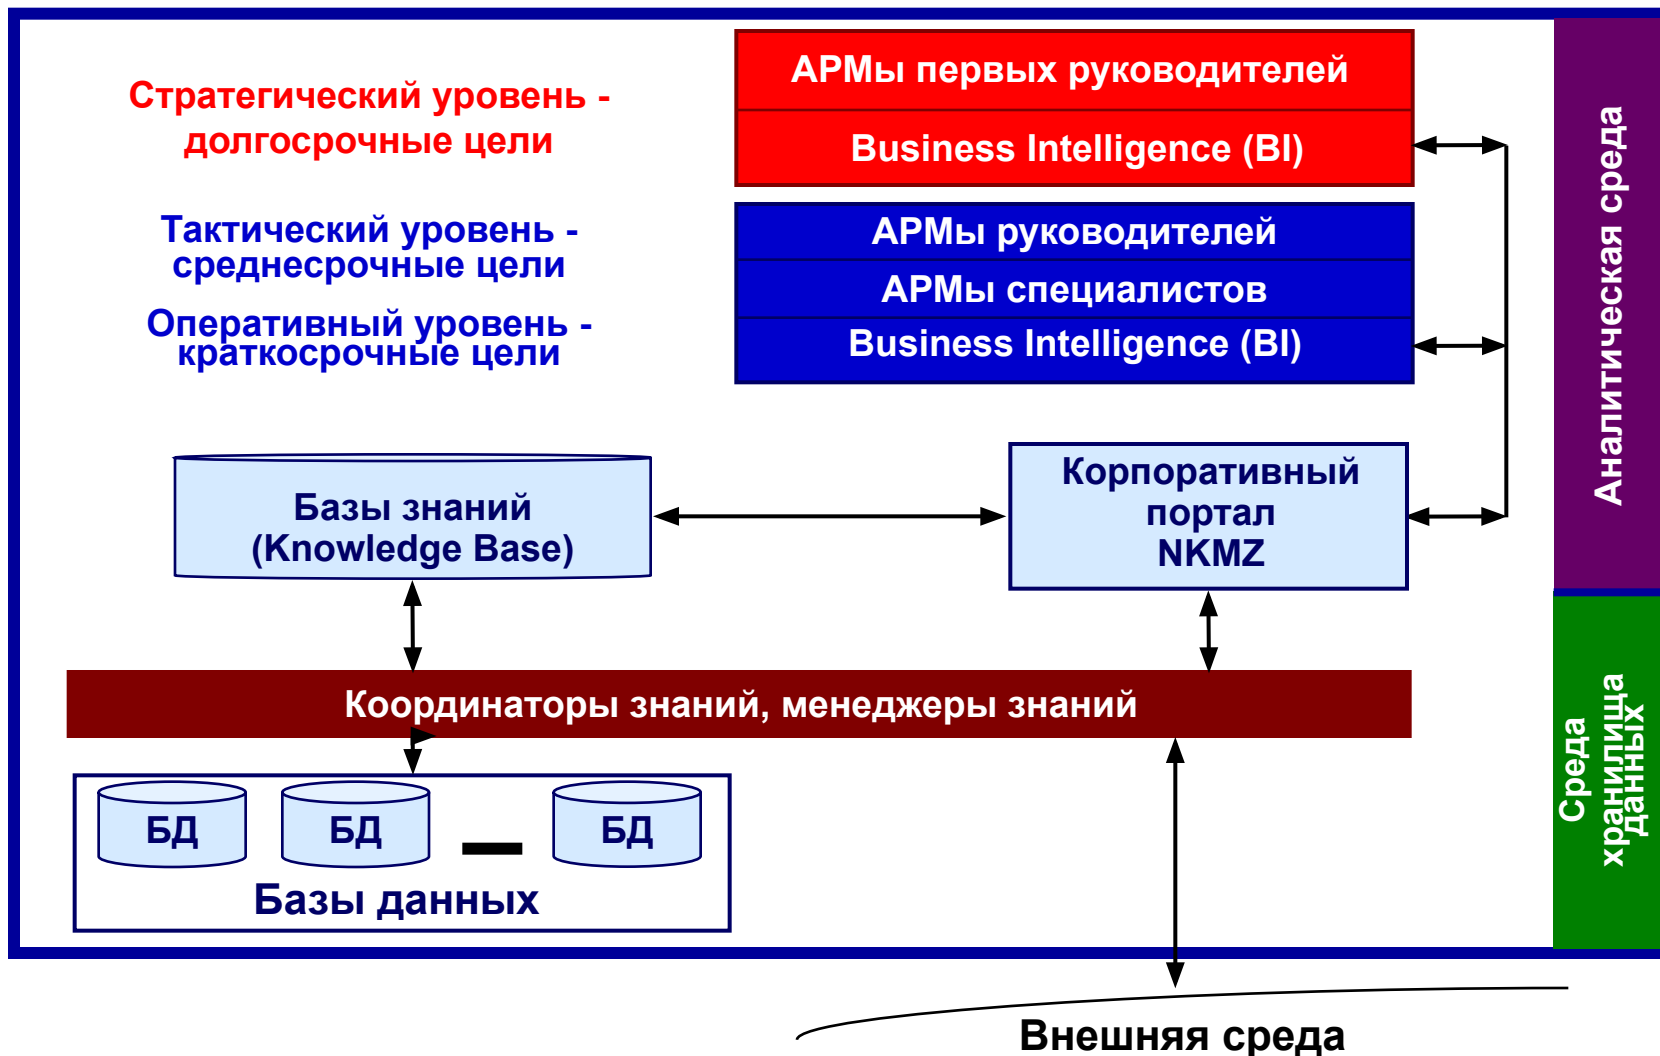 АРМы первых руководителей
Стратегический уровень -
долгосрочные цели
Business Intelligence (BI)
Тактический уровень -
среднесрочные цели
АРМы руководителей
АРМы специалистов
Оперативный уровень -
краткосрочные цели
Business Intelligence (BI)
Аналитическая среда
Базы знаний
(Knowledge Base)
Корпоративный
портал
NKMZ
Координаторы знаний, менеджеры знаний
Среда
хранилища
данных
БД
БД
БД
Базы данных
Внешняя среда